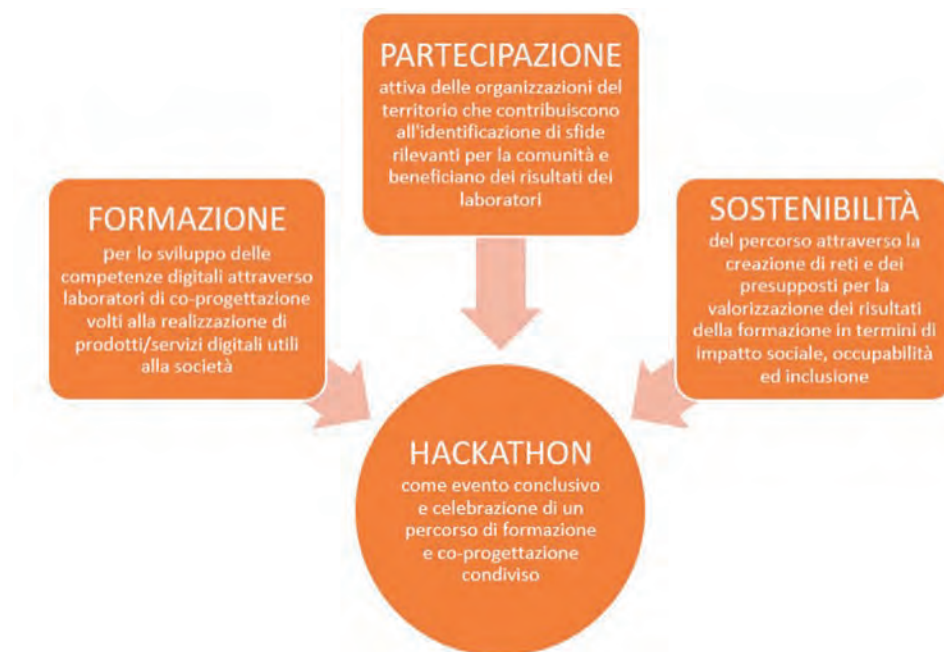 PARTECIPAZIONE
attiva delle organizzazioni del
territorio che contribuiscono
all'identificazione di sfide
rilevanti per la comunità e
beneficiano dei risultati dei
laboratori
FORMAZIONE
per lo sviluppo delle
competenze digitali attraverso
laboratori di co-progettazione
volti alla realizzazione di
prodotti/servizi digitali utili
alla società
SOSTENIBILITÀ
del percorso attraverso la
creazione di reti e dei
presupposti per la
valorizzazione dei risultati
della formazione in termini di
impatto sociale, occupabilità
ed inclusione
HACKATHON
come evento conclusivo
e celebrazione di un
percorso di formazione
e co-progettazione
condiviso